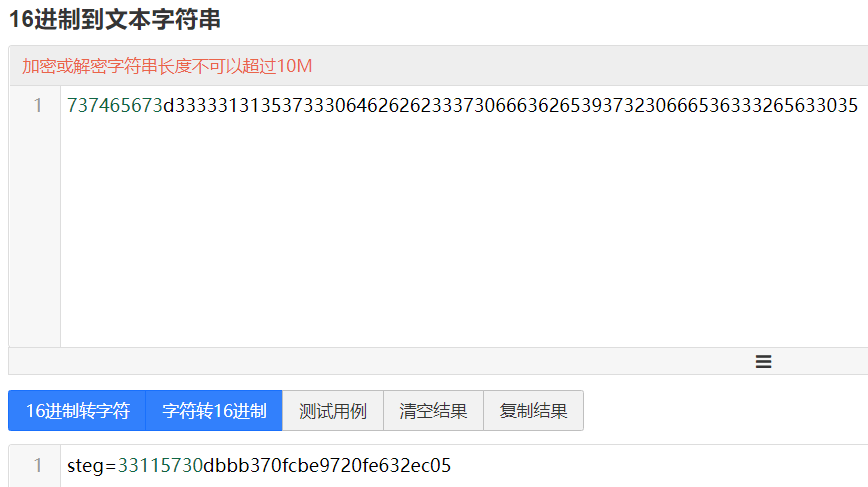 16进制到文本字符串
加密或解密字符串长度不可以超过10M
1 737465673d3333313135373330646262623337306663626539373230666536333265633035
16进制转字符 字符转16进制 测试用例 清空结果 复制结果
1 steg=33115730dbbb370fcbe9720fe632ec05